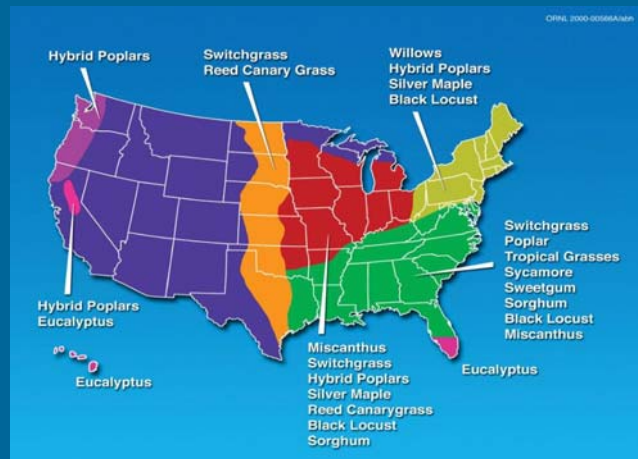 ORNL 2000-00566A/abh
Hybrid Poplars
Switchgrass
Reed Canary Grass
Willows
Hybrid Poplars
Silver Maple
Black Locust
Switchgrass
Poplar
Tropical Grasses
Sycamore
Sweetgum
Sorghum
Black Locust
Miscanthus
Hybrid Poplars
Eucalyptus
Eucalyptus
Miscanthus
Switchgrass
Hybrid Poplars
Silver Maple
Reed Canarygrass
Black Locust
Sorghum
Eucalyptus